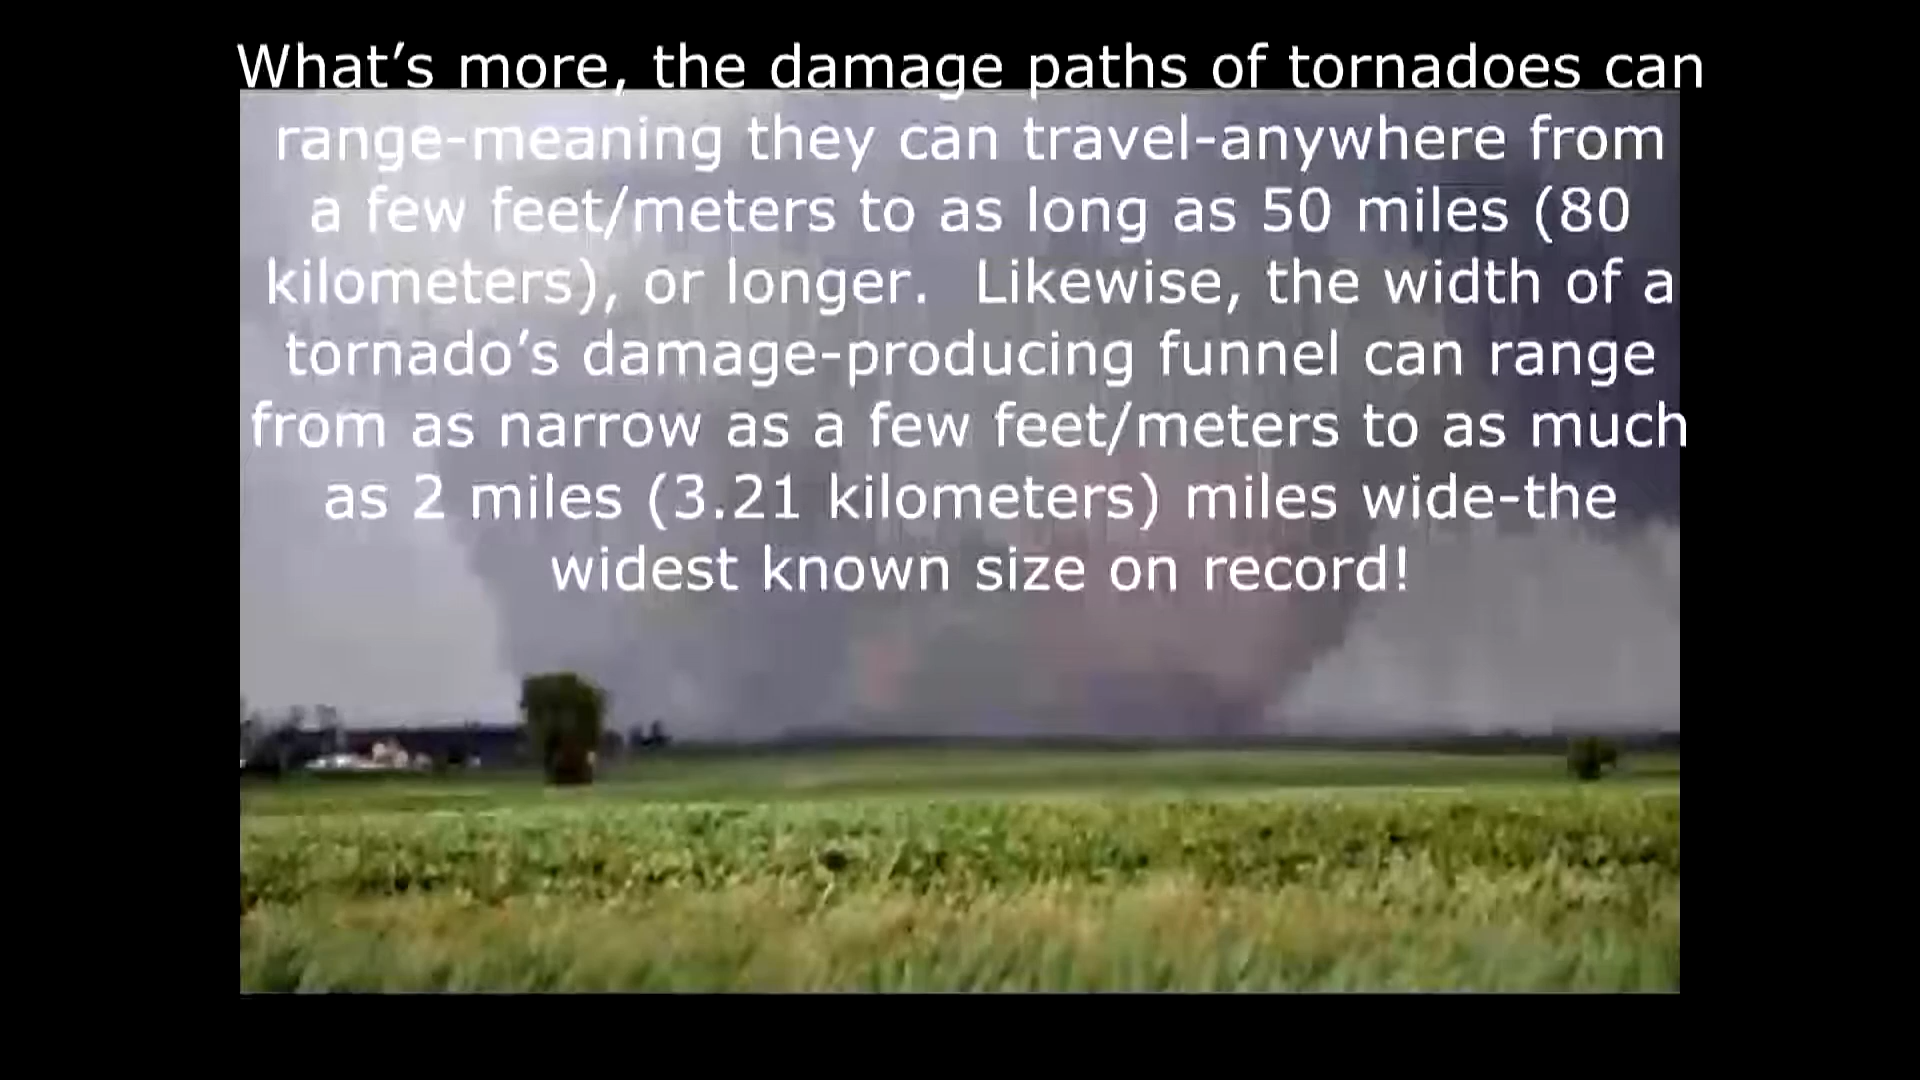 What’s more, the damage paths of tornadoes can
range-meaning they can travel-anywhere from
a few feet/meters to as long as 50 miles (80
kilometers), or longer.  Likewise, the width of a
tornado’s damage-producing funnel can range
from as narrow as a few feet/meters to as much
as 2 miles (3.21 kilometers) miles wide-the
widest known size on record!